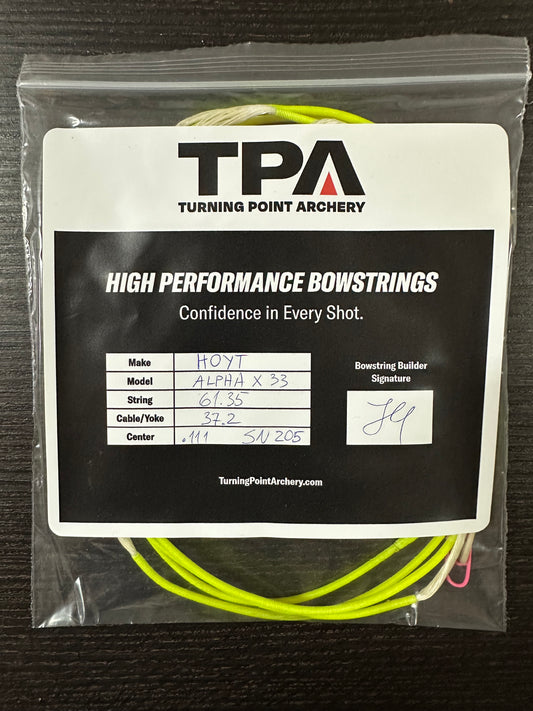 TPA
TURNING POINT ARCHERY
HIGH PERFORMANCE BOWSTRINGS
Confidence in Every Shot.
Make HOYT
Model ALPHA X 33
String 61.35
Cable/Yoke 37.2
Center .111 SN 205
Bowstring Builder
Signature
TurningPointArchery.com